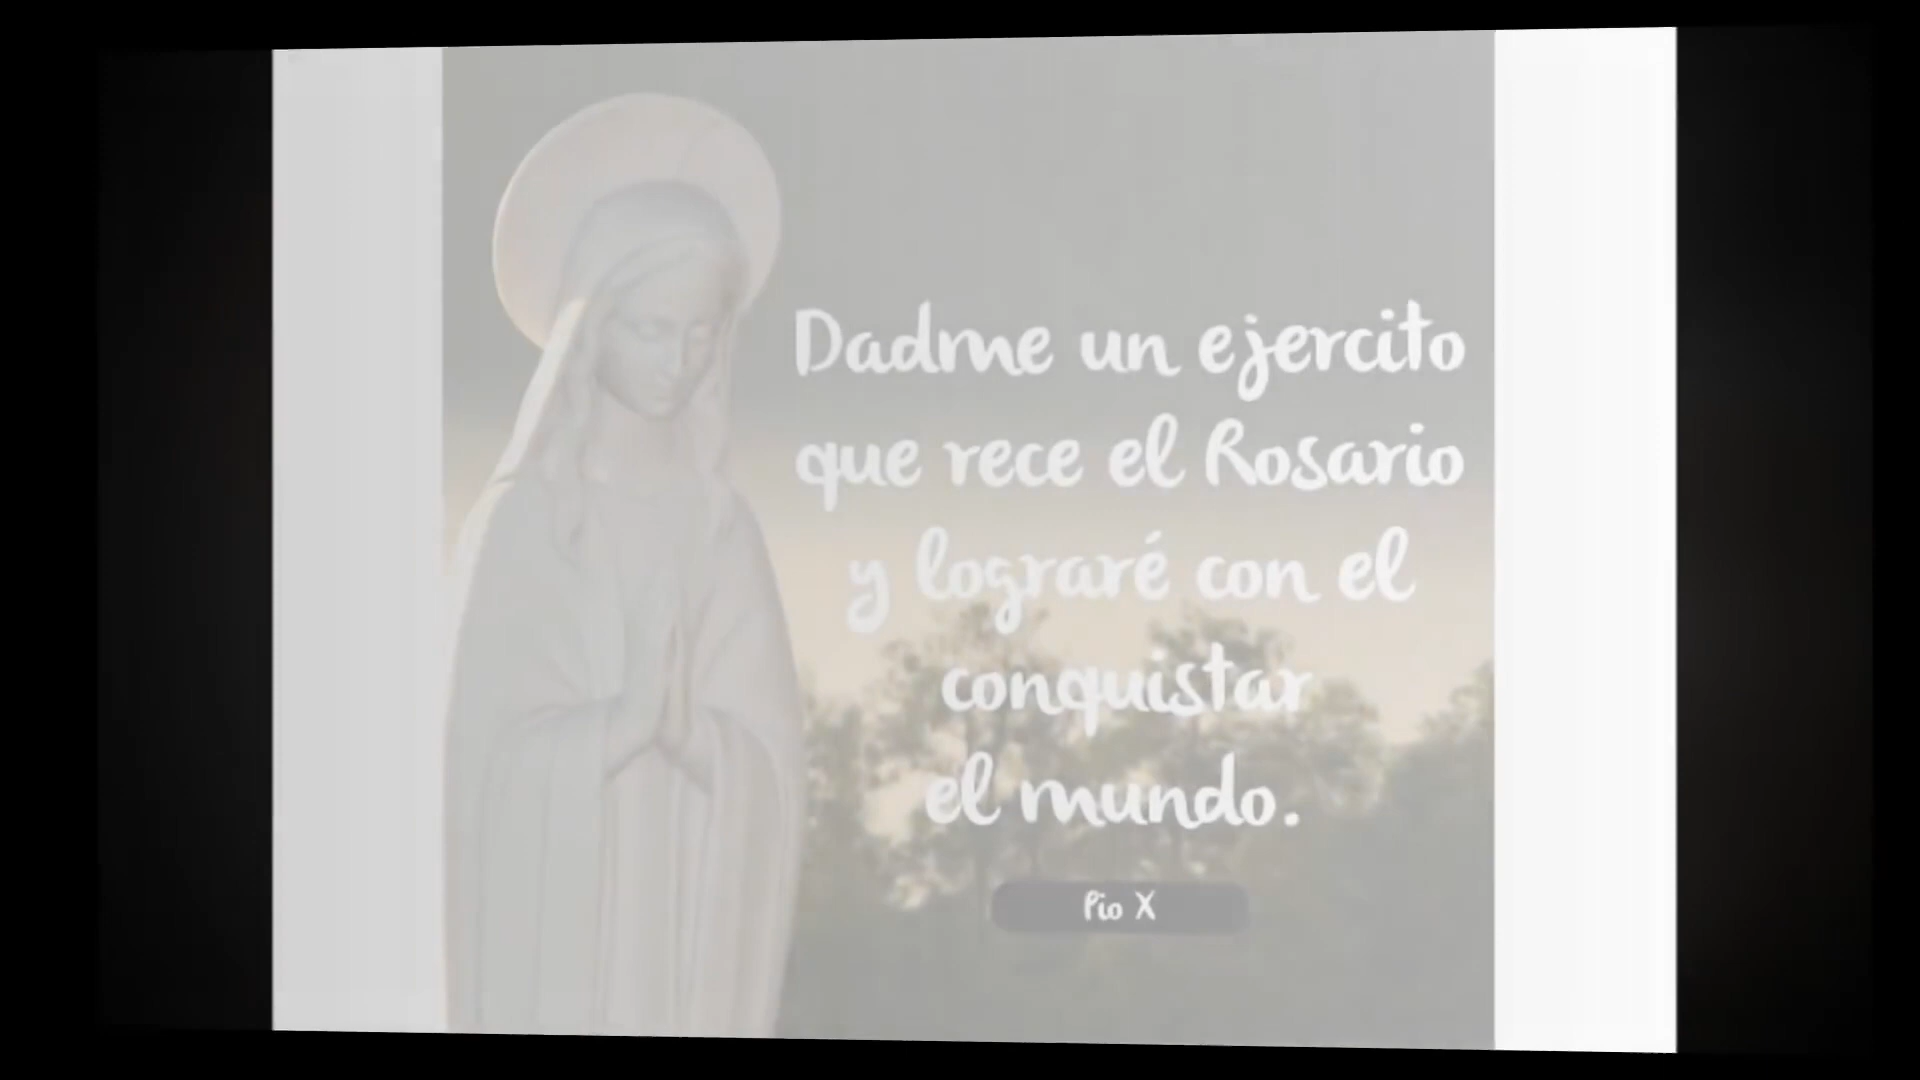 Dadme un ejercito
que rece el Rosario
y lograré con el
conquistar
el mundo.
Pio X